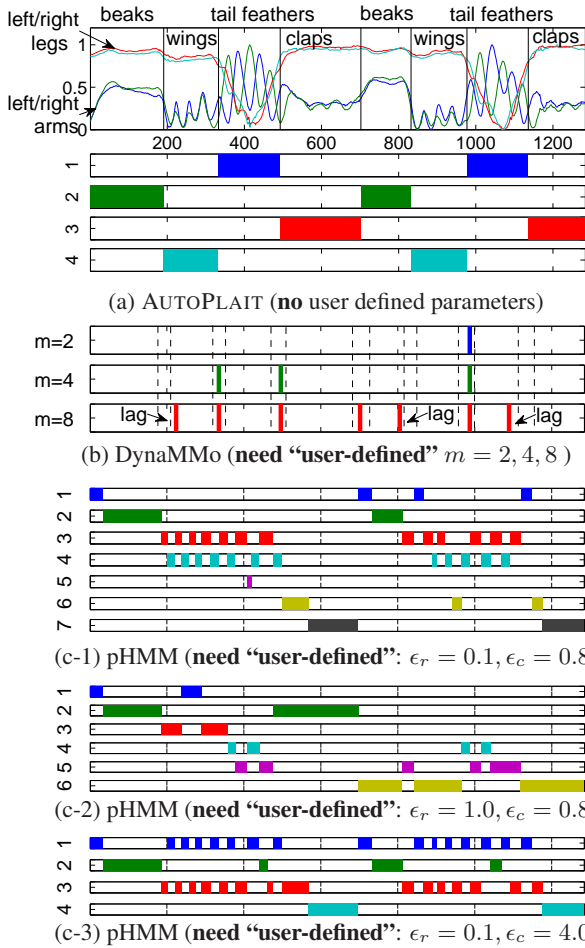 beaks tail feathers beaks tail feathers
left/right legs
wings claps wings claps
1
0.5
0
left/right arms
200 400 600 800 1000 1200
1
2
3
4
(a) AUTOPLAIT (no user defined parameters)
m=2
m=4
m=8
lag lag lag
(b) DynaMMo (need “user-defined” m = 2, 4, 8 )
1
2
3
4
5
6
7
(c-1) pHMM (need “user-defined”: ϵr = 0.1, ϵc = 0.8
1
2
3
4
5
6
(c-2) pHMM (need “user-defined”: ϵr = 1.0, ϵc = 0.8
1
2
3
4
(c-3) pHMM (need “user-defined”: ϵr = 0.1, ϵc = 4.0